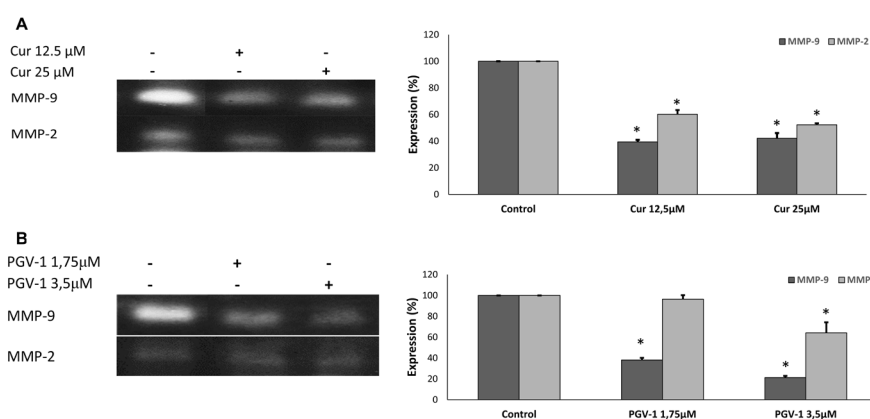 A
Cur 12.5 µM - + -
Cur 25 µM - - +
MMP-9
MMP-2
Expression (%)
120
100
80
60
40
20
0
MMP-9 MMP-2
* * * *
Control Cur 12,5µM Cur 25µM
B
PGV-1 1,75µM - + -
PGV-1 3,5µM - - +
MMP-9
MMP-2
Expression (%)
120
100
80
60
40
20
0
MMP-9 MMP
* * *
Control PGV-1 1,75µM PGV-1 3,5µM